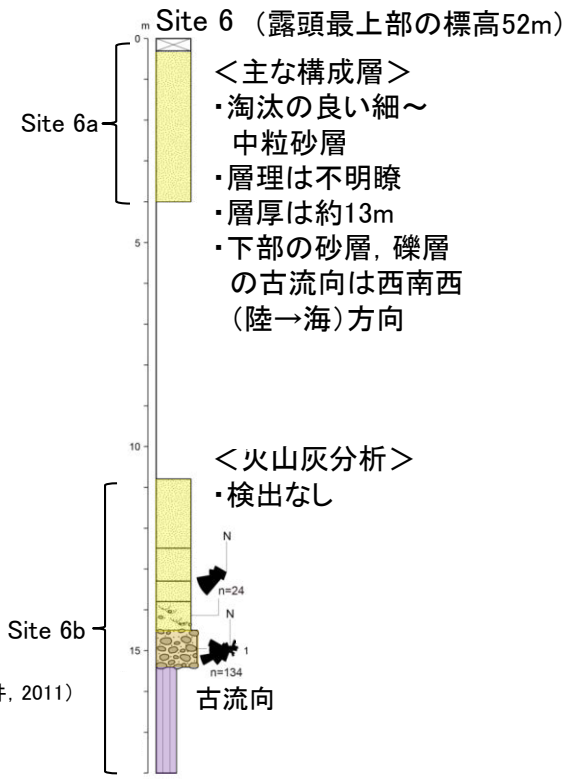 m
Site 6 （露頭最上部の標高52m）
0
＜主な構成層＞
・淘汰の良い細～
中粒砂層
・層理は不明瞭
・層厚は約13m
・下部の砂層，礫層
の古流向は西南西
（陸→海）方向
Site 6a
5
10
＜火山灰分析＞
・検出なし
N
n=24
N
Site 6b
15
1
n=134
, 2011）
古流向